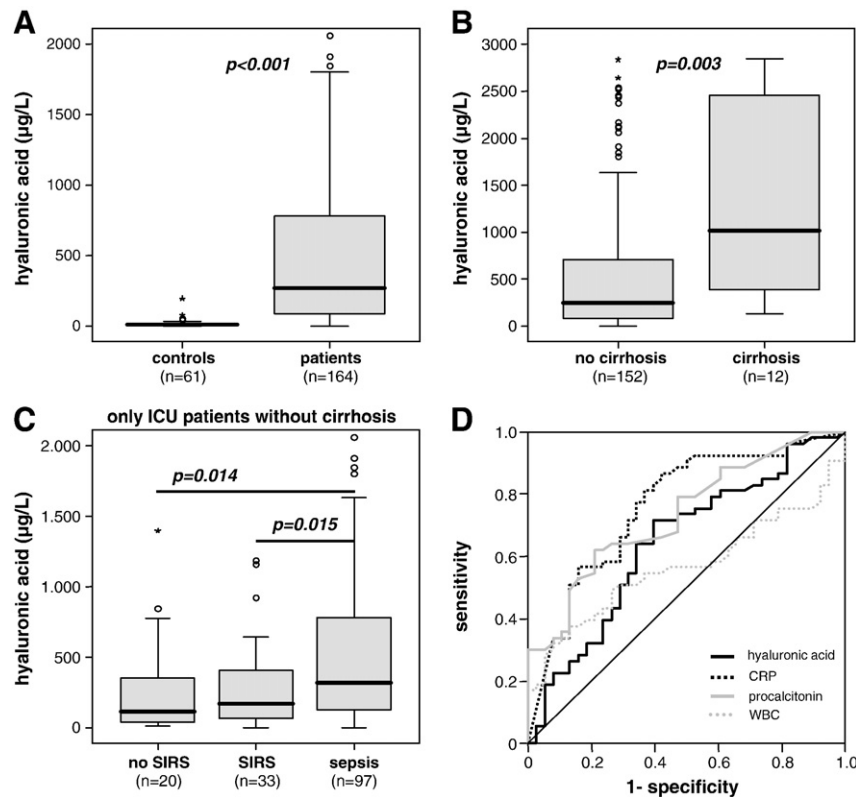 A
hyaluronic acid (µg/L)
2000
1500
1000
500
0
p<0.001
controls
(n=61)
patients
(n=164)
B
hyaluronic acid (µg/L)
3000
2500
2000
1500
1000
500
0
p=0.003
no cirrhosis
(n=152)
cirrhosis
(n=12)
C
only ICU patients without cirrhosis
hyaluronic acid (µg/L)
2.000
1.500
1.000
500
0
p=0.014
p=0.015
no SIRS
(n=20)
SIRS
(n=33)
sepsis
(n=97)
D
sensitivity
1.0
0.8
0.6
0.4
0.2
0
hyaluronic acid
CRP
procalcitonin
WBC
0 0.2 0.4 0.6 0.8 1.0
1- specificity